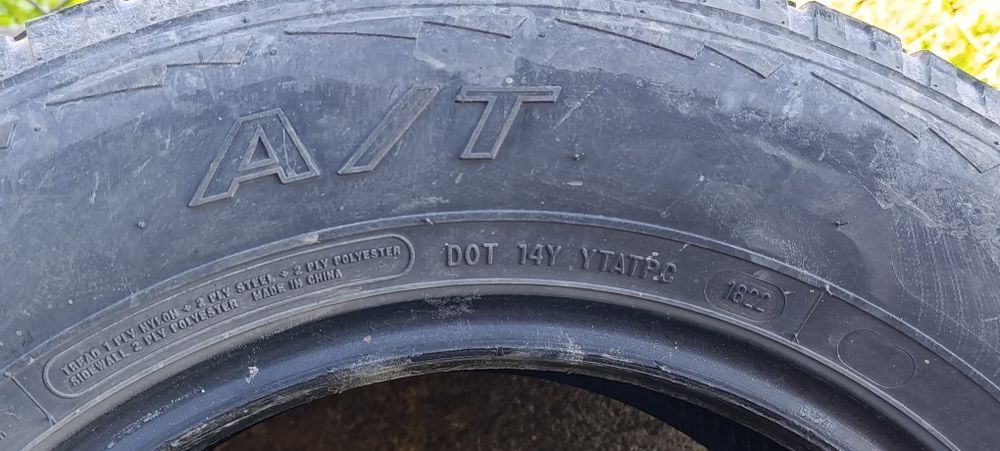 A/T
TREAD 1 PLY NYLON + 2 PLY STEEL + 2 PLY POLYESTER
SIDEWALL 2 PLY POLYESTER MADE IN CHINA
DOT 14Y YTATP.C 1622